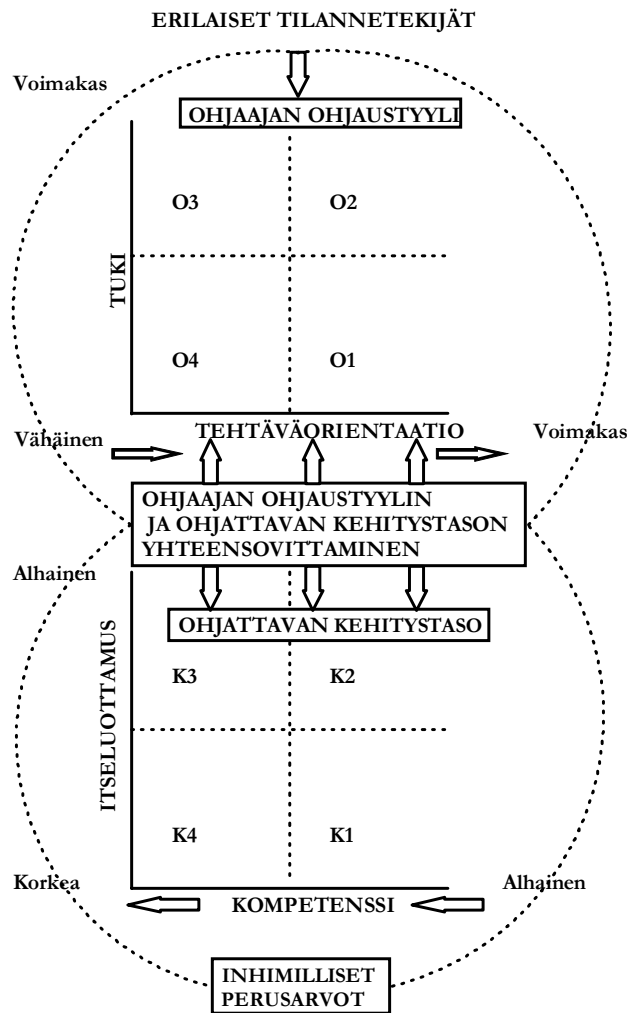 ERILAISET TILANNETEKIJÄT
Voimakas
OHJAAJAN OHJAUSTYYLI
O3 O2
TUKI
O4 O1
TEHTÄVÄORIENTAATIO
Vähäinen Voimakas
OHJAAJAN OHJAUSTYYLIN
JA OHJATTAVAN KEHITYSTASON
YHTEENSOVITTAMINEN
Alhainen
OHJATTAVAN KEHITYSTASO
K3 K2
ITSELUOTTAMUS
K4 K1
Korkea Alhainen
KOMPETENSSI
INHIMILLISET
PERUSARVOT